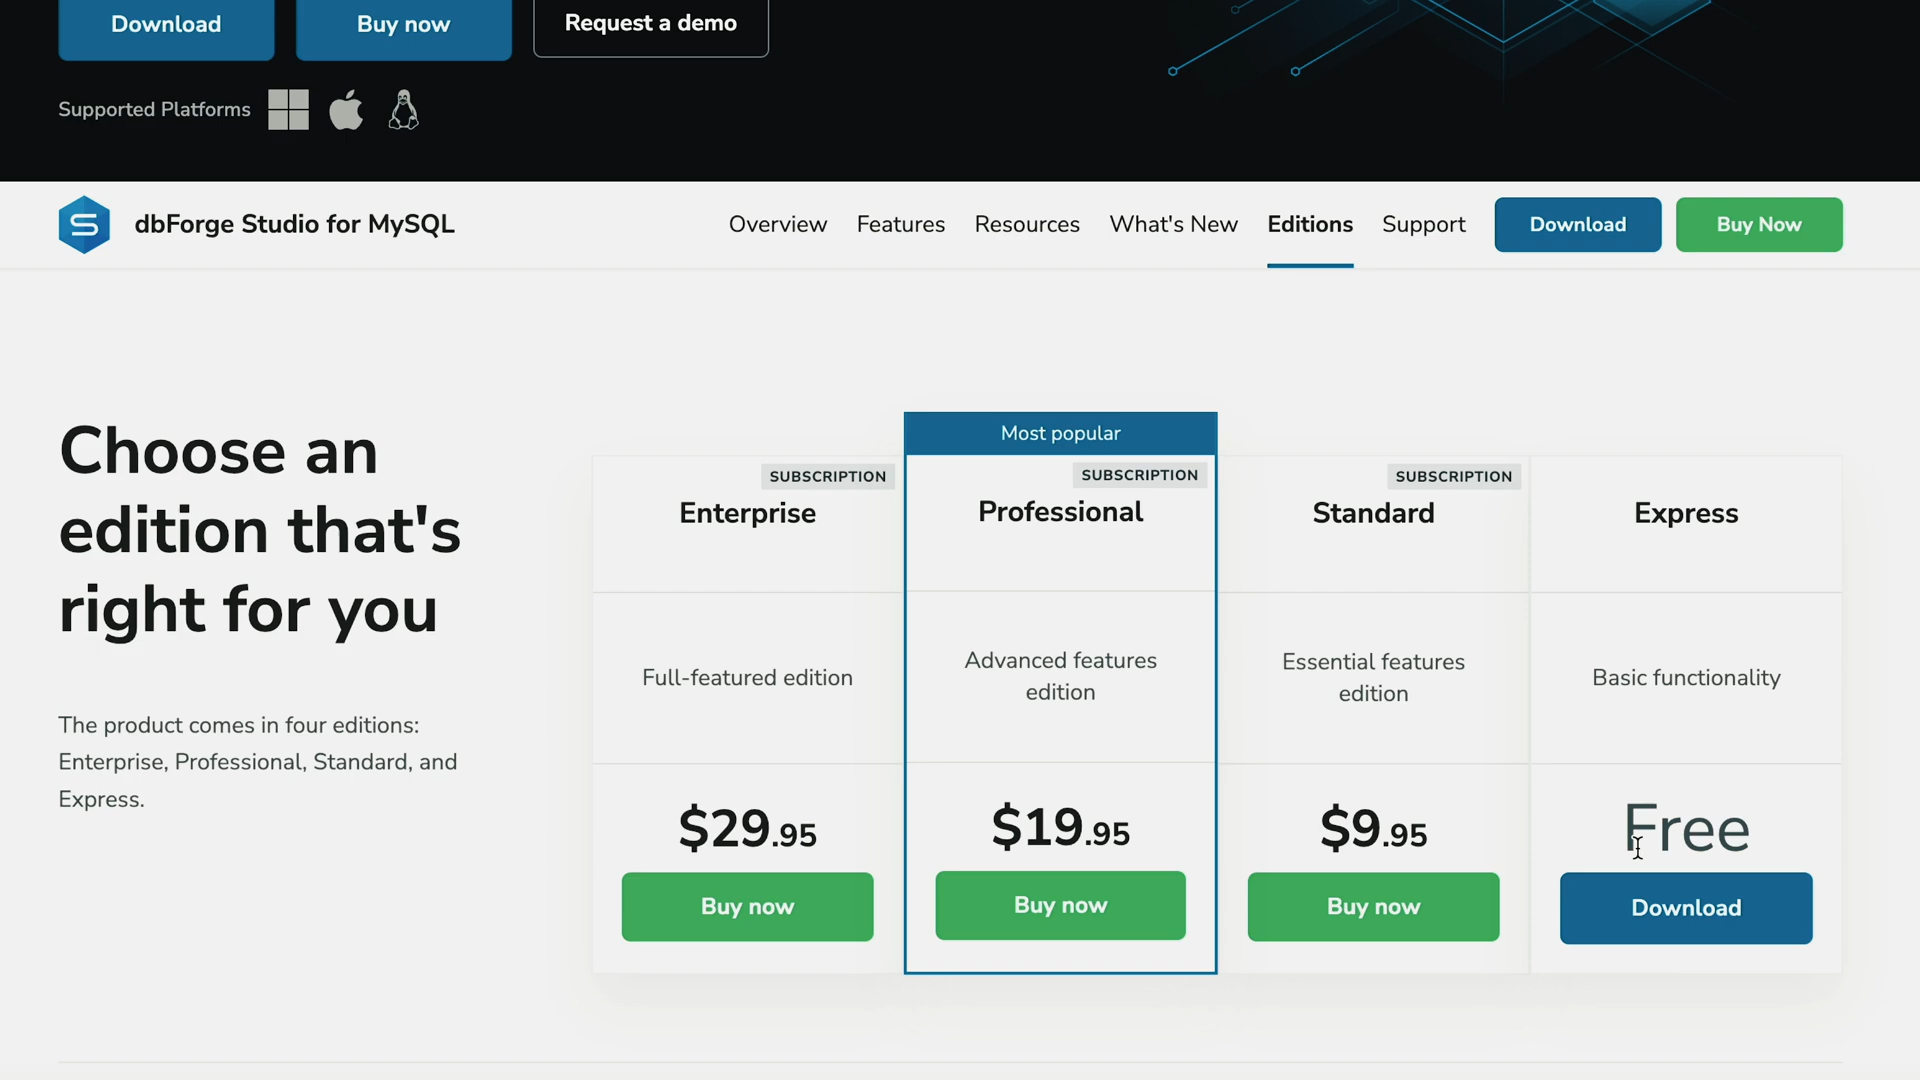 Download
Buy now
Request a demo
Supported Platforms
dbForge Studio for MySQL
Overview
Features
Resources
What's New
Editions
Support
Download
Buy Now
Choose an
edition that's
right for you
The product comes in four editions:
Enterprise, Professional, Standard, and
Express.
SUBSCRIPTION
Enterprise
Full-featured edition
$29.95
Buy now
Most popular
SUBSCRIPTION
Professional
Advanced features
edition
$19.95
Buy now
SUBSCRIPTION
Standard
Essential features
edition
$9.95
Buy now
Express
Basic functionality
Free
Download